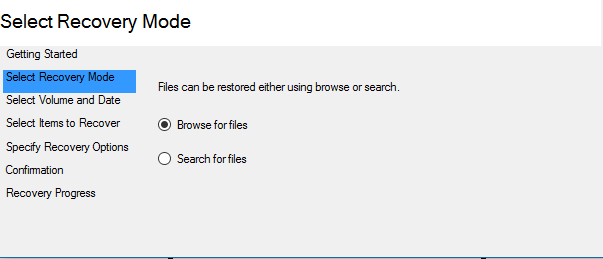 Select Recovery Mode
Getting Started
Select Recovery Mode
Select Volume and Date
Select Items to Recover
Specify Recovery Options
Confirmation
Recovery Progress
Files can be restored either using browse or search.
Browse for files
Search for files